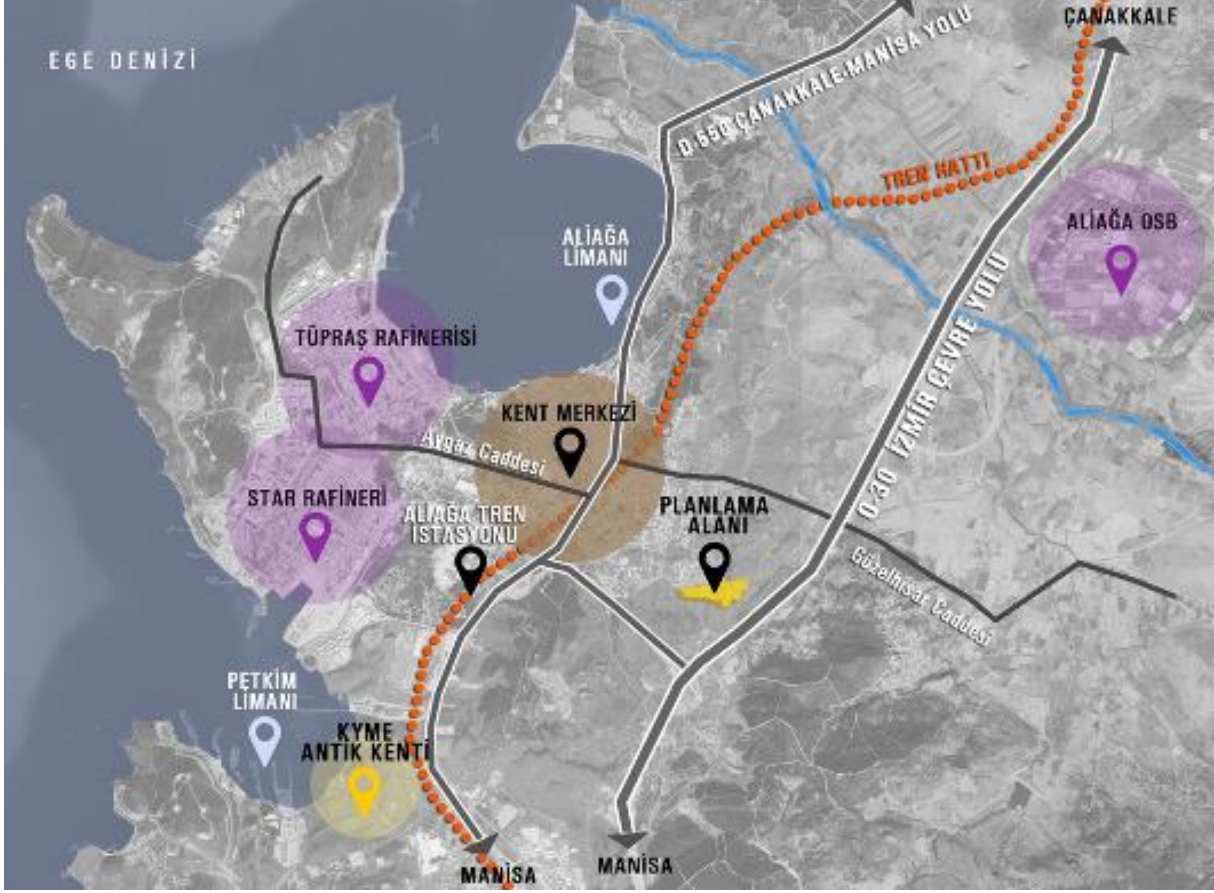 ÇANAKKALE
EGE DENİZİ
D-550 ÇANAKKALE-MANİSA YOLU
TREN HATTI
ALİAĞA OSB
ALİAĞA
LİMANI
TÜPRAŞ RAFİNERİSİ
KENT MERKEZİ
Aygaz Caddesi
O-30 İZMİR ÇEVRE YOLU
STAR RAFİNERİ
ALİAĞA TREN
İSTASYONU
PLANLAMA
ALANI
Güzelhisar Caddesi
PETKİM
LİMANI
KYME
ANTİK KENTİ
MANİSA
MANİSA